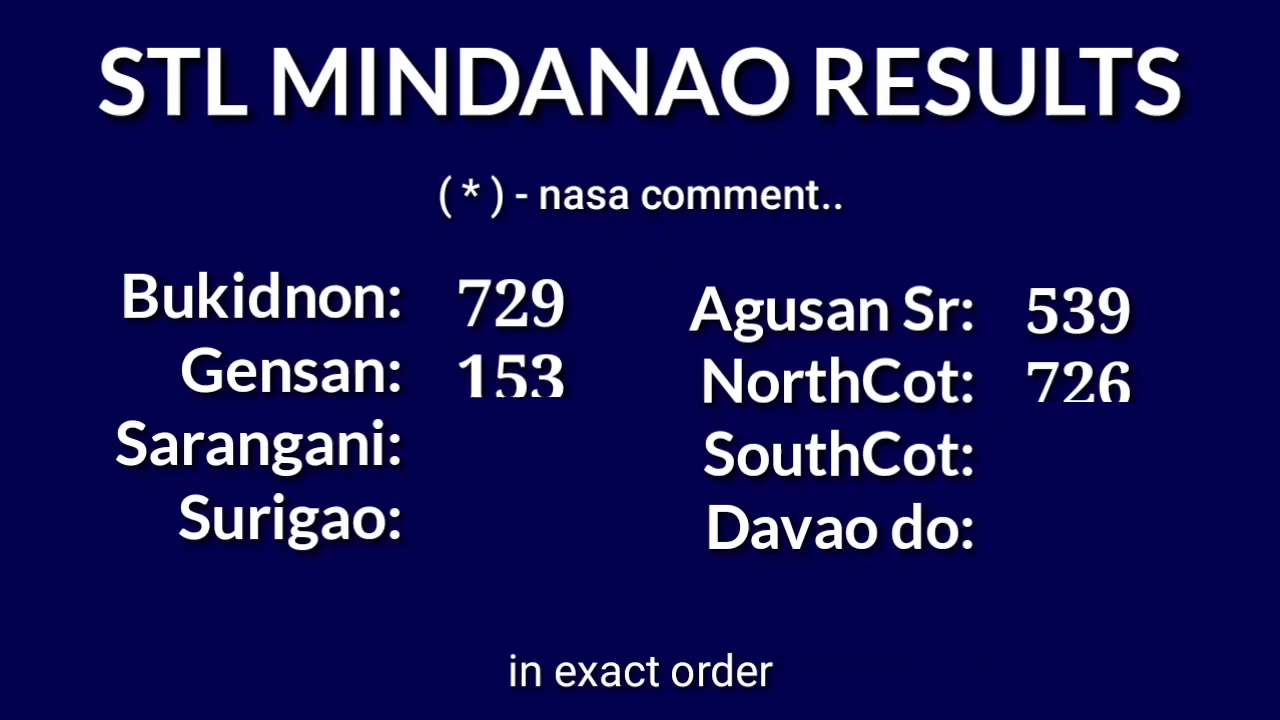 STL MINDANAO RESULTS
( * ) - nasa comment..
Bukidnon: 729
Gensan: 153
Sarangani:
Surigao:
Agusan Sr: 539
NorthCot: 726
SouthCot:
Davao do:
in exact order